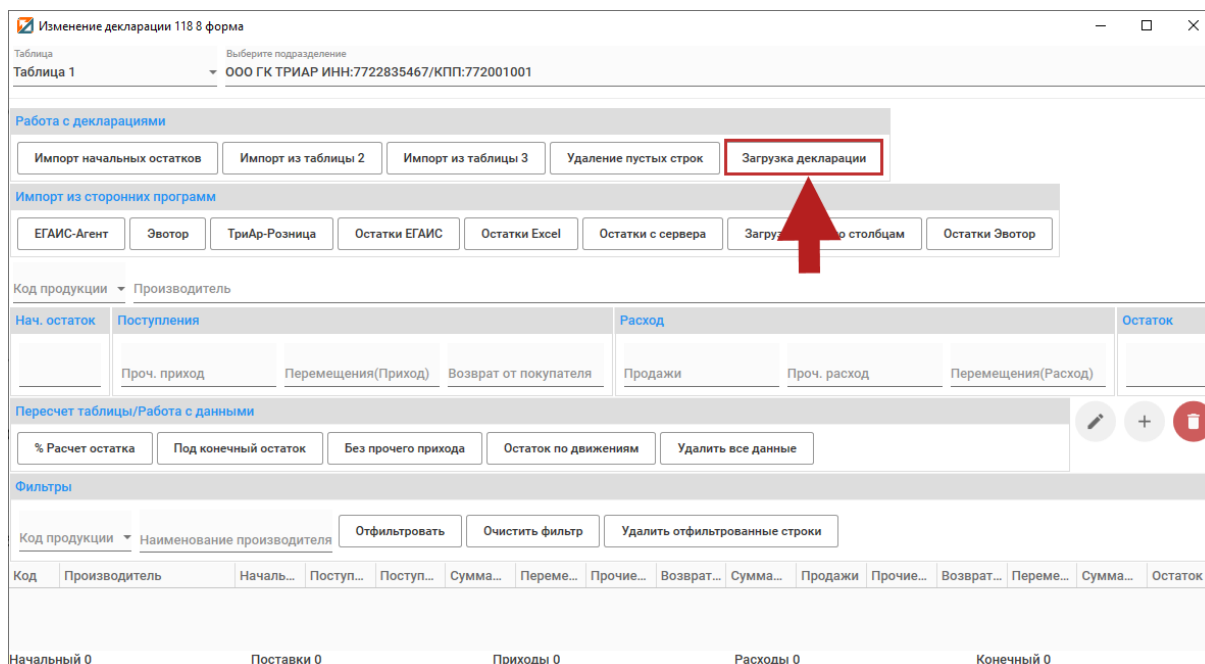 Изменение декларации 118 8 форма
Таблица Выберите подразделение
Таблица 1 ООО ГК ТРИАР ИНН:7722835467/КПП:772001001
Работа с декларациями
Импорт начальных остатков Импорт из таблицы 2 Импорт из таблицы 3 Удаление пустых строк Загрузка декларации
Импорт из сторонних программ
ЕГАИС-Агент Эвотор ТриАр-Розница Остатки ЕГАИС Остатки Excel Остатки с сервера столбцам Остатки Эвотор
Код продукции Производитель
Нач. остаток Поступления Расход Остаток
Проч. приход Перемещения(Приход) Возврат от покупателя Продажи Проч. расход Перемещения(Расход)
Пересчет таблицы/Работа с данными
% Расчет остатка Под конечный остаток Без прочего прихода Остаток по движениям Удалить все данные
Фильтры
Код продукции Наименование производителя Отфильтровать Очистить фильтр Удалить отфильтрованные строки
Код Производитель Началь... Поступ... Поступ... Сумма... Переме... Прочие... Возврат... Сумма... Продажи Прочие... Возврат... Переме... Сумма... Остаток
Начальный 0 Поставки 0 Приходы 0 Расходы 0 Конечный 0